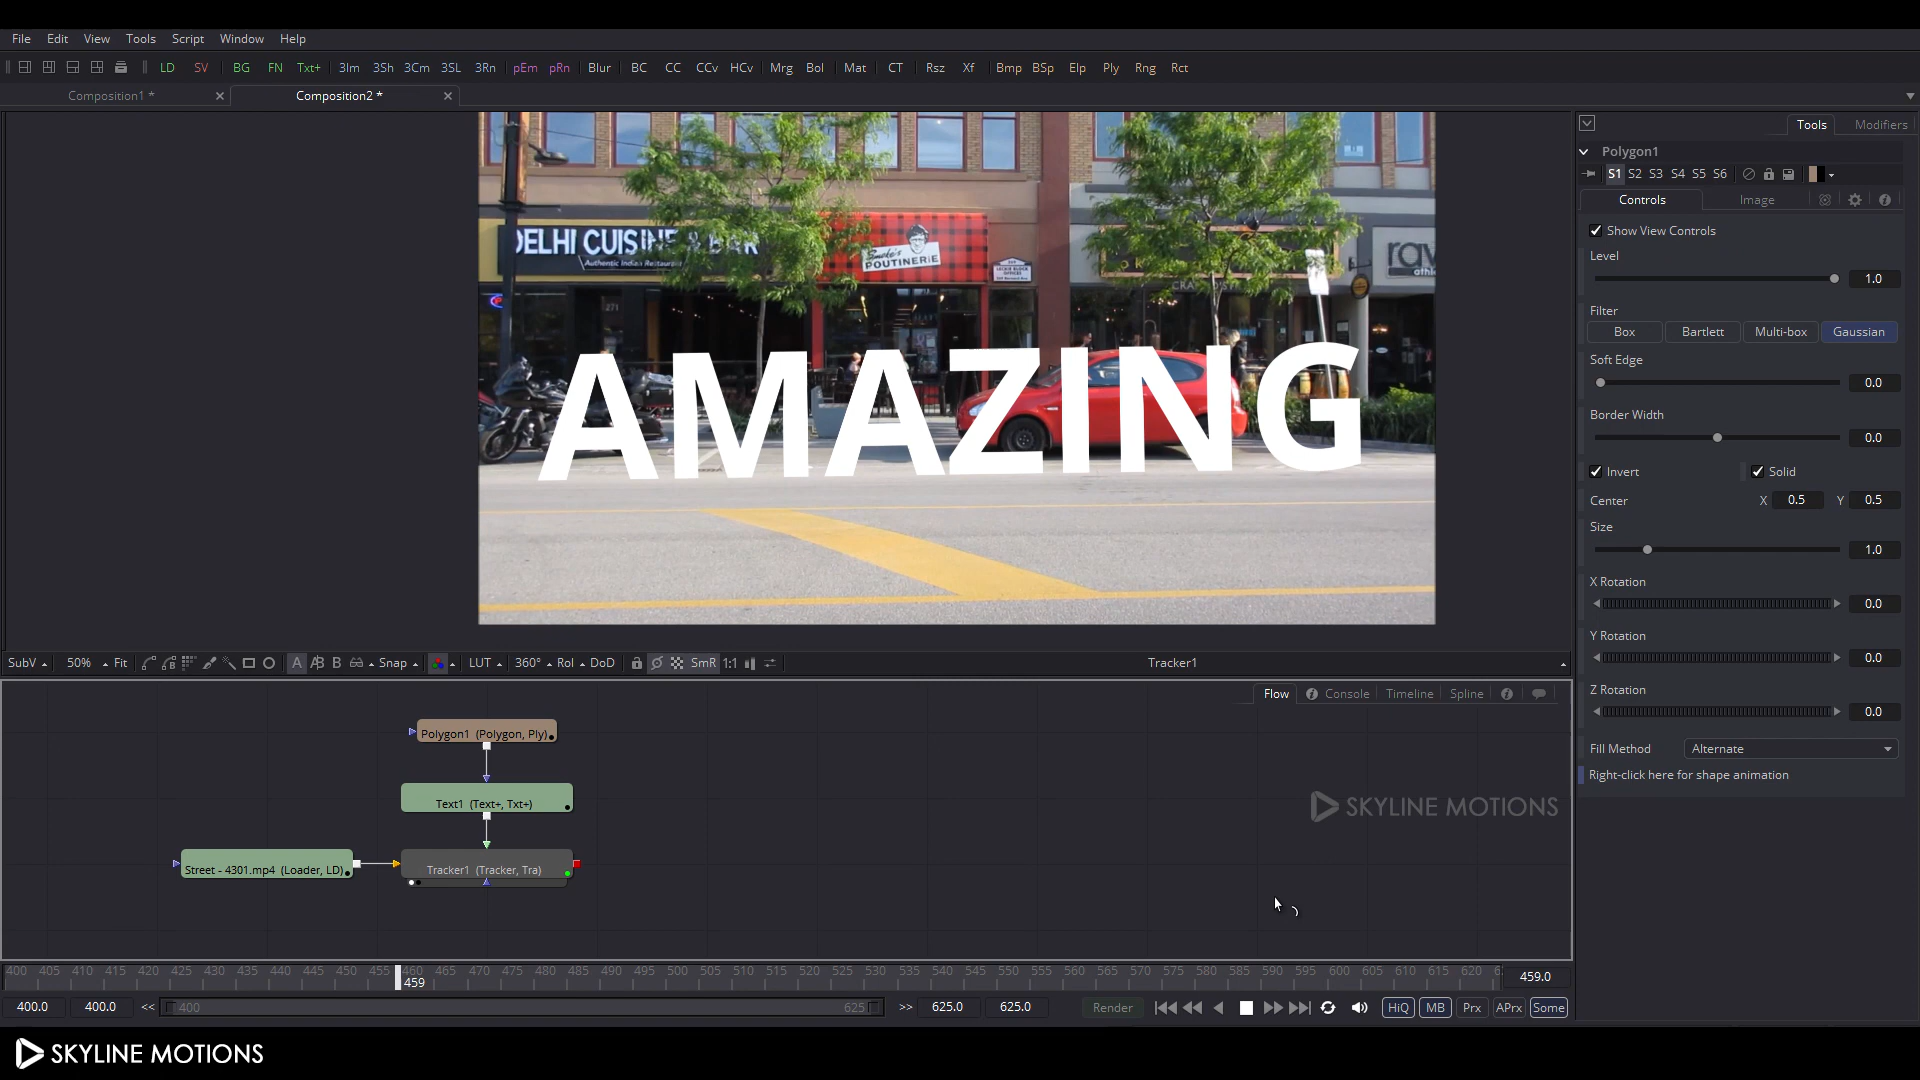 File Edit View Tools Script Window Help
LD SV BG FN Txt+ 3Im 3Sh 3Cm 3SL 3Rn pEm pRn Blur BC CC CCv HCv Mrg Bol Mat CT Rsz Xf Bmp BSp Elp Ply Rng Rct
Composition1 *
Composition2 *
Tools Modifiers
Polygon1
S1 S2 S3 S4 S5 S6
Controls Image
Show View Controls
Level
1.0
Filter
Box Bartlett Multi-box Gaussian
Soft Edge
0.0
Border Width
0.0
Invert Solid
Center X 0.5 Y 0.5
Size
1.0
X Rotation
0.0
Y Rotation
0.0
Z Rotation
0.0
Fill Method Alternate
Right-click here for shape animation
DELHI CUISINE & BAR
Authentic Indian Restaurant
Smoke's
POUTINERIE
271
rav
athl
AMAZING
SubV 50% Fit A B Snap LUT 360° RoI DoD SmR 1:1 Tracker1
Flow Console Timeline Spline
Polygon1 (Polygon, Ply)
Text1 (Text+, Txt+)
Street - 4301.mp4 (Loader, LD)
Tracker1 (Tracker, Tra)
SKYLINE MOTIONS
400 405 410 415 420 425 430 435 440 445 450 455 460 465 470 475 480 485 490 495 500 505 510 515 520 525 530 535 540 545 550 555 560 565 570 575 580 585 590 595 600 605 610 615 620
459
459.0
400.0 400.0 << 400 625 >> 625.0 625.0 Render HiQ MB Prx APrx Some
SKYLINE MOTIONS